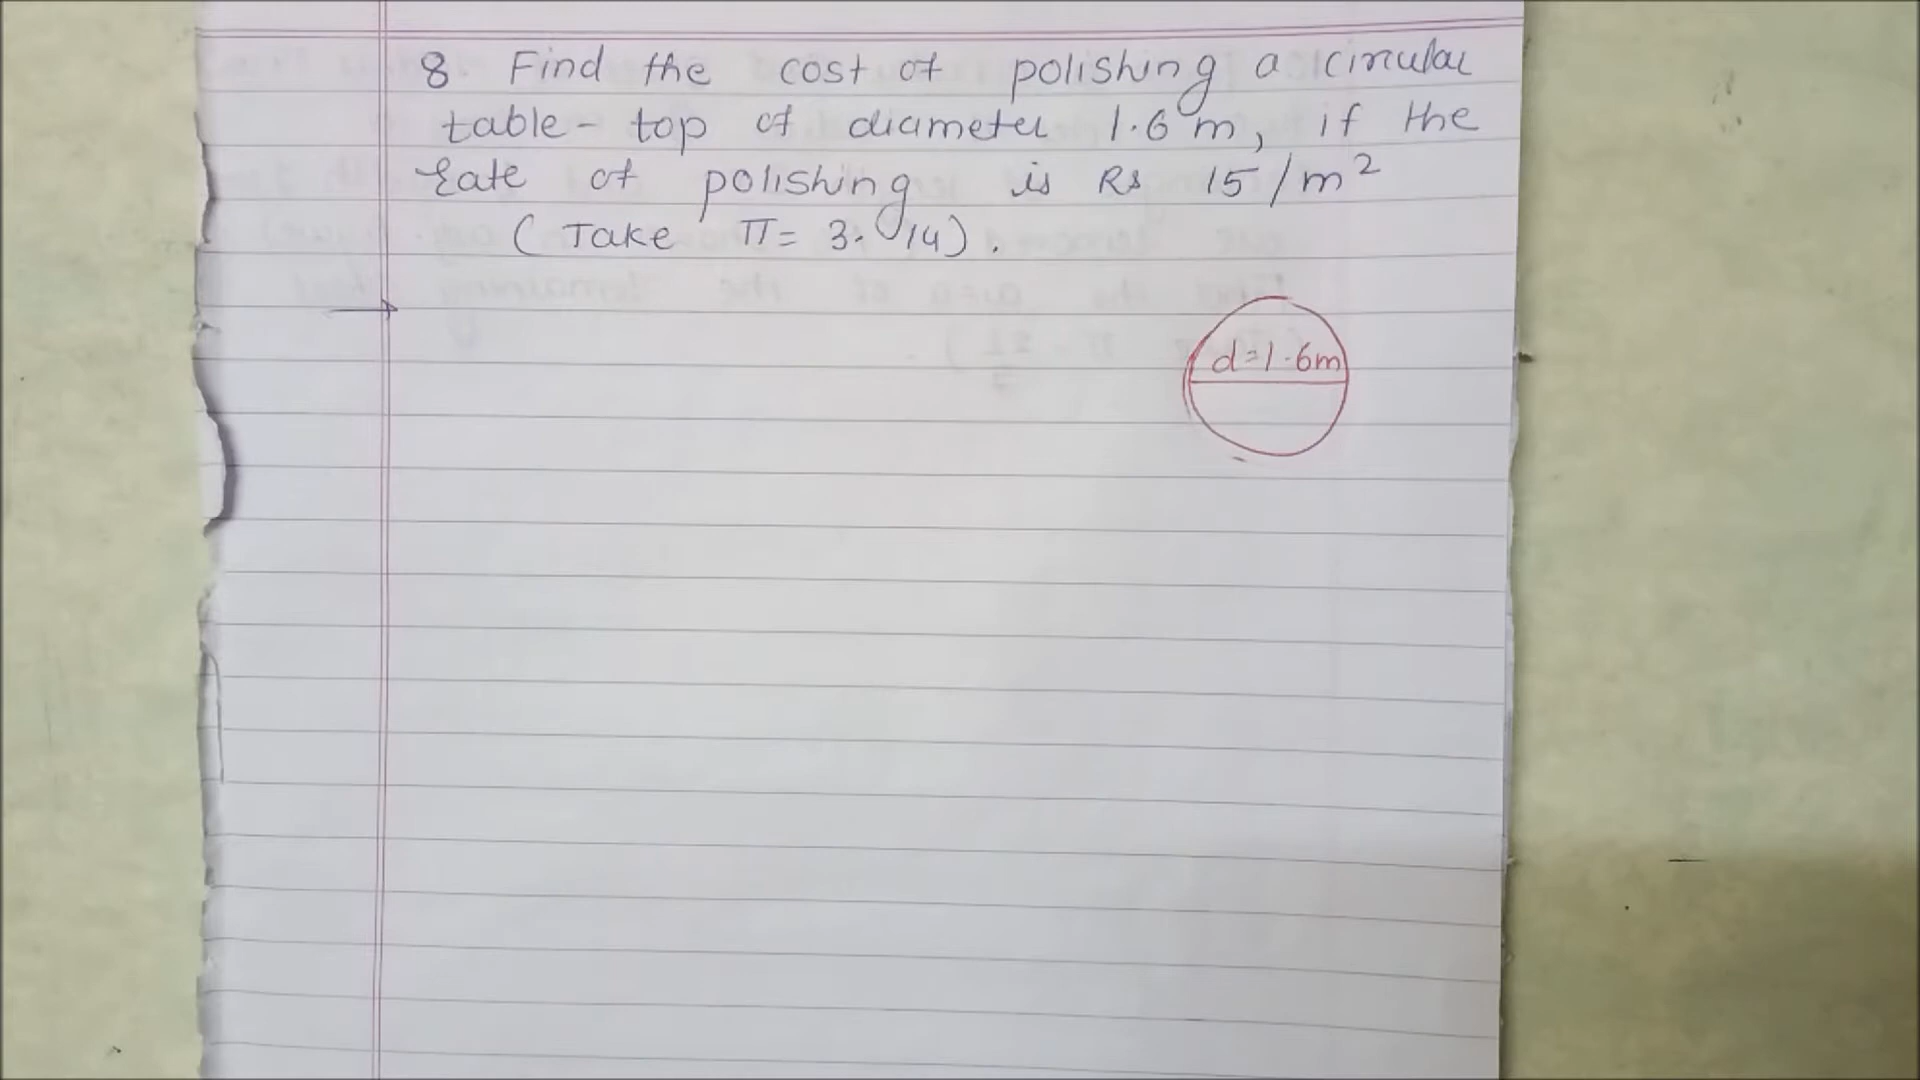 8 Find the cost of polishing a circular
table-top of diameter 1.6 m, if the
rate of polishing is Rs 15/m²
(Take π = 3.14).
d=1.6m